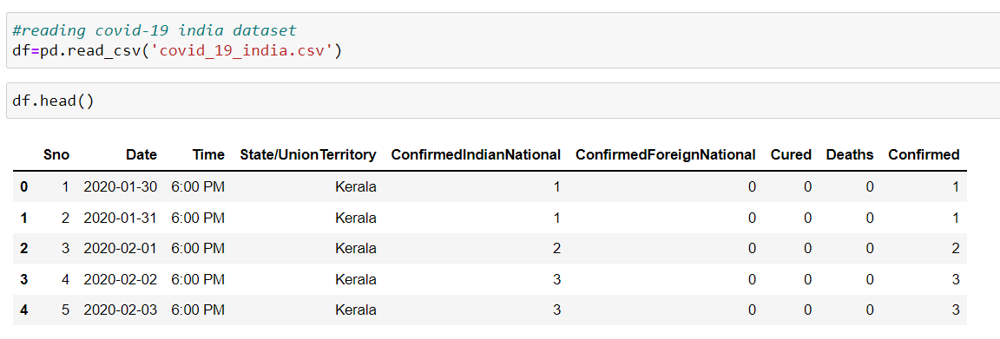 #reading covid-19 india dataset
df=pd.read_csv('covid_19_india.csv')
df.head()
Sno Date Time State/UnionTerritory ConfirmedIndianNational ConfirmedForeignNational Cured Deaths Confirmed
0 1 2020-01-30 6:00 PM Kerala 1 0 0 0 1
1 2 2020-01-31 6:00 PM Kerala 1 0 0 0 1
2 3 2020-02-01 6:00 PM Kerala 2 0 0 0 2
3 4 2020-02-02 6:00 PM Kerala 3 0 0 0 3
4 5 2020-02-03 6:00 PM Kerala 3 0 0 0 3